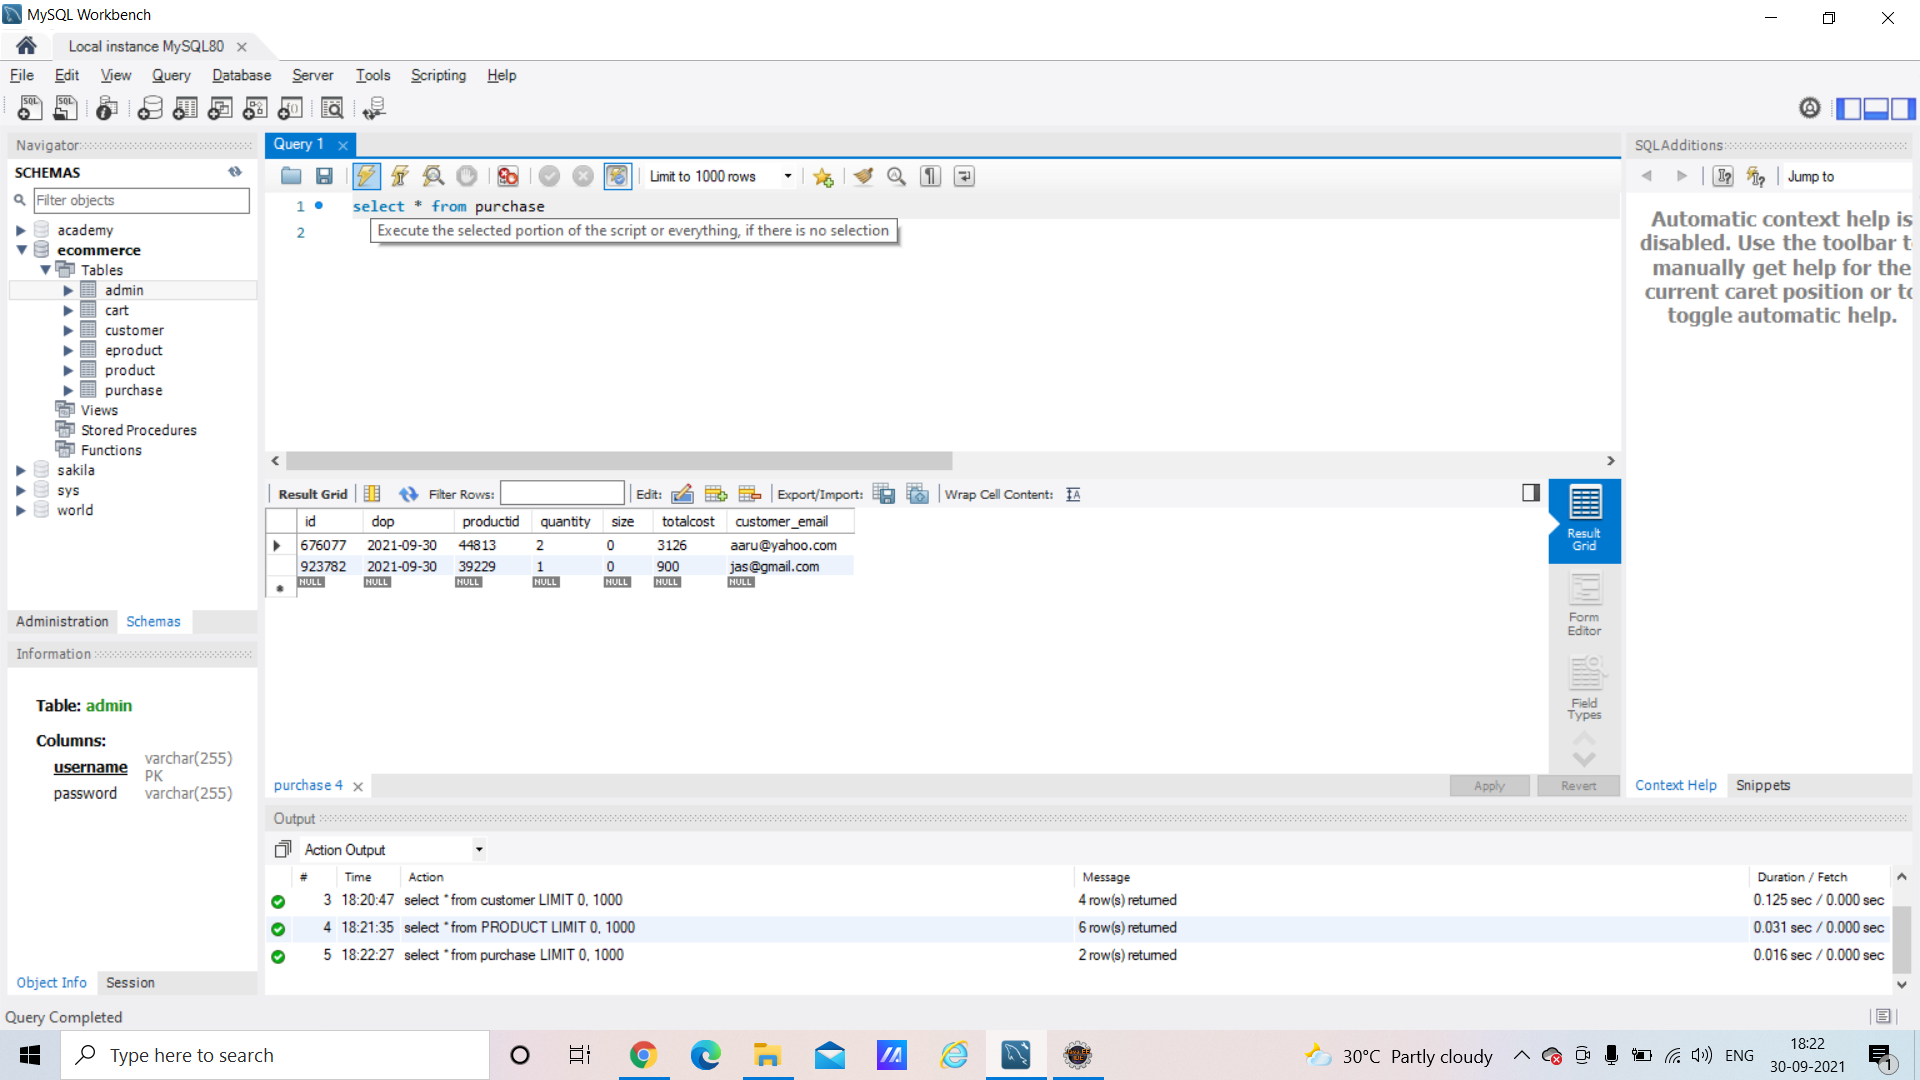 MySQL Workbench
Local instance MySQL80
File Edit View Query Database Server Tools Scripting Help
Navigator
SCHEMAS
Filter objects
academy
ecommerce
Tables
admin
cart
customer
eproduct
product
purchase
Views
Stored Procedures
Functions
sakila
sys
world
Administration Schemas
Information
Table: admin
Columns:
username varchar(255) PK
password varchar(255)
Object Info Session
Query 1
Limit to 1000 rows
1 select * from purchase
2
Execute the selected portion of the script or everything, if there is no selection
Result Grid Filter Rows: Edit: Export/Import: Wrap Cell Content:
id dop productid quantity size totalcost customer_email
676077 2021-09-30 44813 2 0 3126 aaru@yahoo.com
923782 2021-09-30 39229 1 0 900 jas@gmail.com
NULL NULL NULL NULL NULL NULL NULL
Result Grid
Form Editor
Field Types
purchase 4
Apply Revert
SQLAdditions
Jump to
Automatic context help is
disabled. Use the toolbar t
manually get help for the
current caret position or to
toggle automatic help.
Context Help Snippets
Output
Action Output
# Time Action Message Duration / Fetch
3 18:20:47 select * from customer LIMIT 0, 1000 4 row(s) returned 0.125 sec / 0.000 sec
4 18:21:35 select * from PRODUCT LIMIT 0, 1000 6 row(s) returned 0.031 sec / 0.000 sec
5 18:22:27 select * from purchase LIMIT 0, 1000 2 row(s) returned 0.016 sec / 0.000 sec
Query Completed
Type here to search
30°C Partly cloudy
ENG
18:22
30-09-2021
1